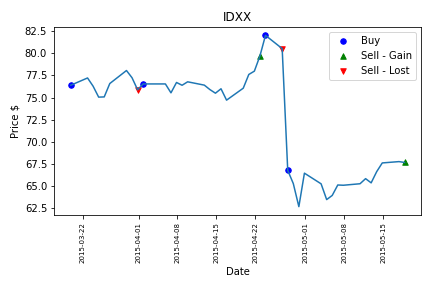 IDXX
Buy
Sell - Gain
Sell - Lost
Price $
82.5
80.0
77.5
75.0
72.5
70.0
67.5
65.0
62.5
2015-03-22
2015-04-01
2015-04-08
2015-04-15
2015-04-22
2015-05-01
2015-05-08
2015-05-15
Date